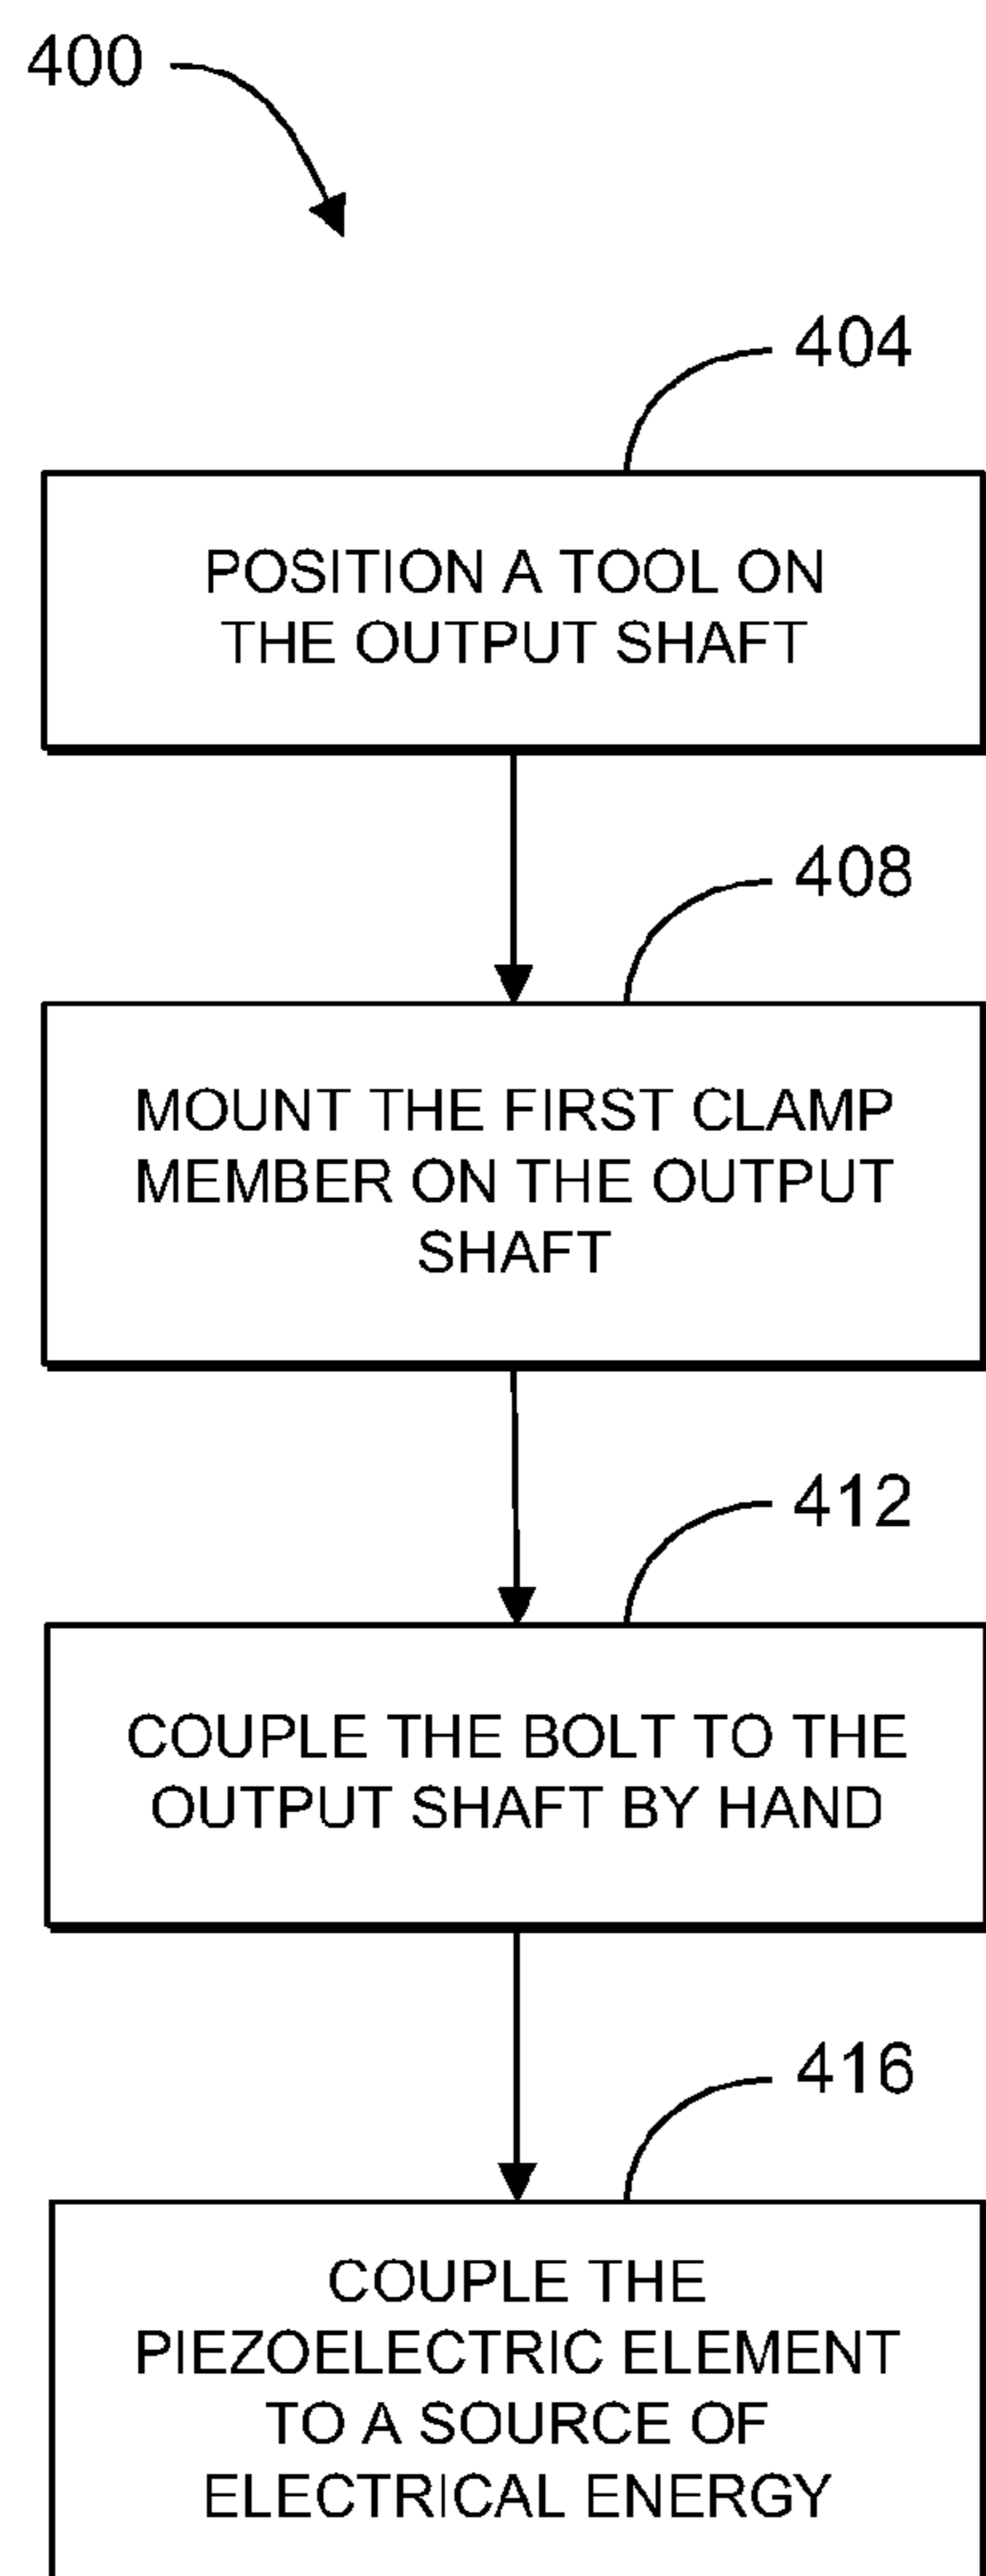 400
404
POSITION A TOOL ON
THE OUTPUT SHAFT
408
MOUNT THE FIRST CLAMP
MEMBER ON THE OUTPUT
SHAFT
412
COUPLE THE BOLT TO THE
OUTPUT SHAFT BY HAND
416
COUPLE THE
PIEZOELECTRIC ELEMENT
TO A SOURCE OF
ELECTRICAL ENERGY